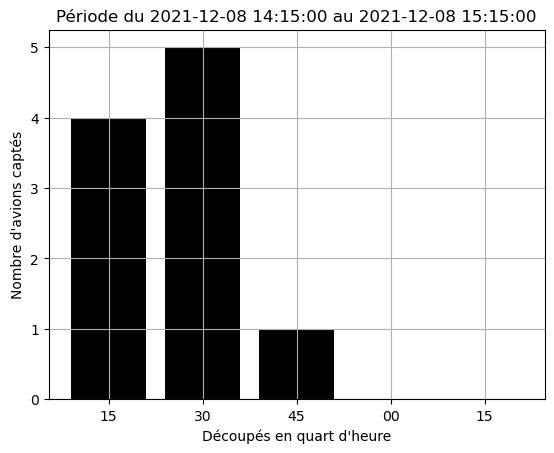 Période du 2021-12-08 14:15:00 au 2021-12-08 15:15:00
5
4
3
2
1
0
Nombre d'avions captés
15 30 45 00 15
Découpés en quart d'heure